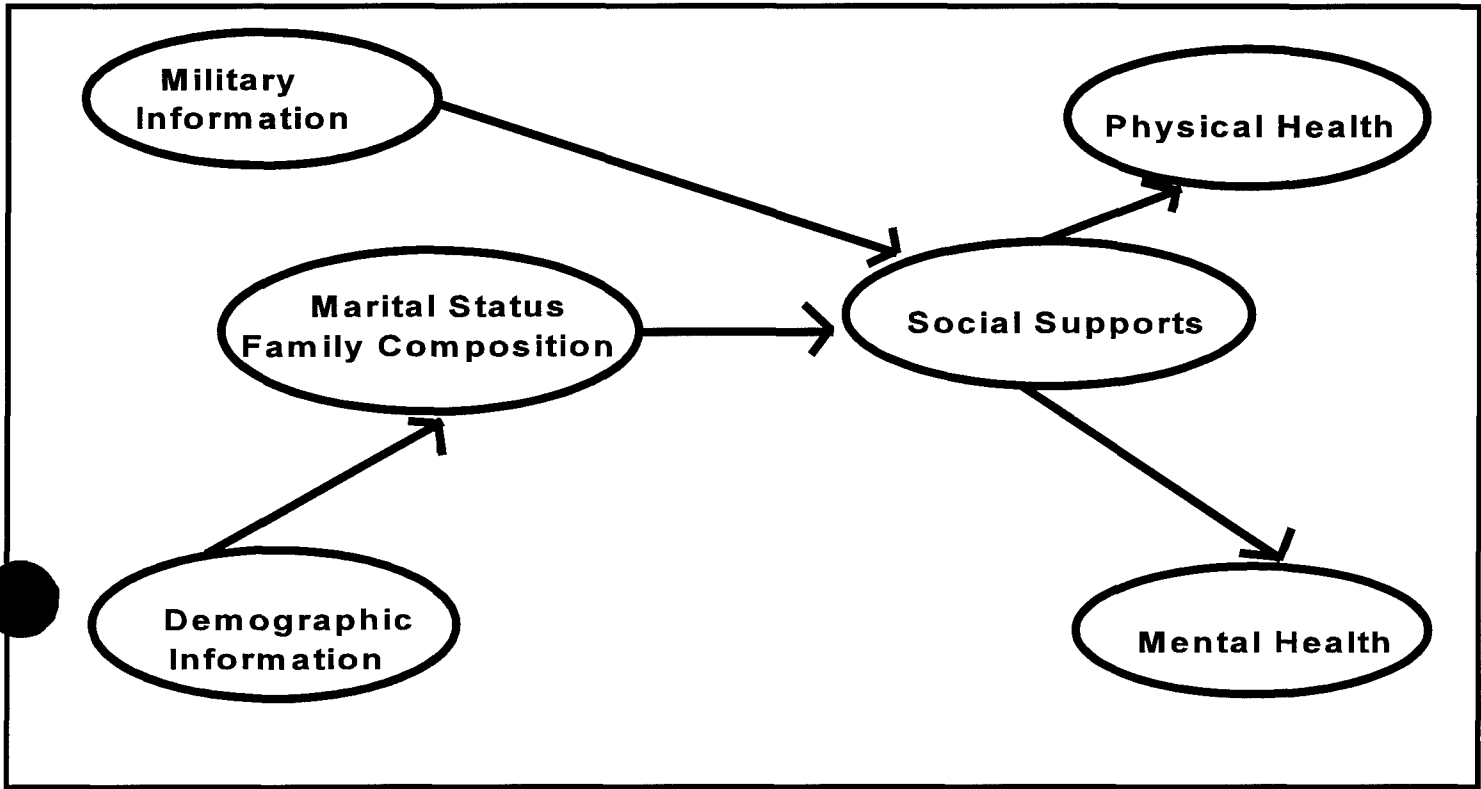 Military
Information
Physical Health
Marital Status
Family Composition
Social Supports
Demographic
Information
Mental Health